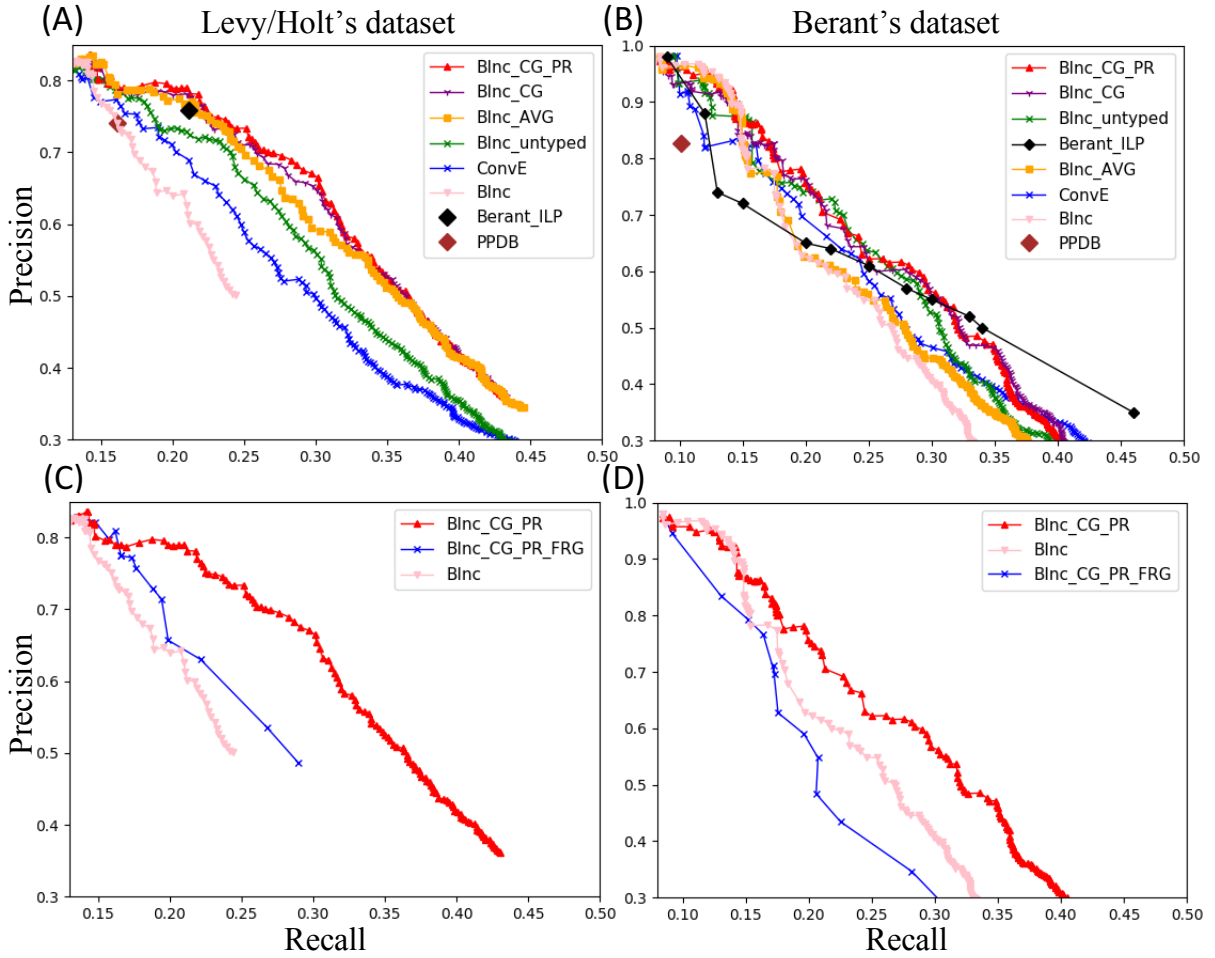 (A)
Levy/Holt's dataset
(B)
Berant's dataset
Precision
0.8
0.7
0.6
0.5
0.4
0.3
0.15
0.20
0.25
0.30
0.35
0.40
0.45
0.50
BInc_CG_PR
BInc_CG
BInc_AVG
BInc_untyped
ConvE
BInc
Berant_ILP
PPDB
1.0
0.9
0.8
0.7
0.6
0.5
0.4
0.3
0.10
0.15
0.20
0.25
0.30
0.35
0.40
0.45
0.50
BInc_CG_PR
BInc_CG
BInc_untyped
Berant_ILP
BInc_AVG
ConvE
BInc
PPDB
(C)
Precision
0.8
0.7
0.6
0.5
0.4
0.3
0.15
0.20
0.25
0.30
0.35
0.40
0.45
0.50
BInc_CG_PR
BInc_CG_PR_FRG
BInc
Recall
(D)
1.0
0.9
0.8
0.7
0.6
0.5
0.4
0.3
0.10
0.15
0.20
0.25
0.30
0.35
0.40
0.45
0.50
BInc_CG_PR
BInc
BInc_CG_PR_FRG
Recall